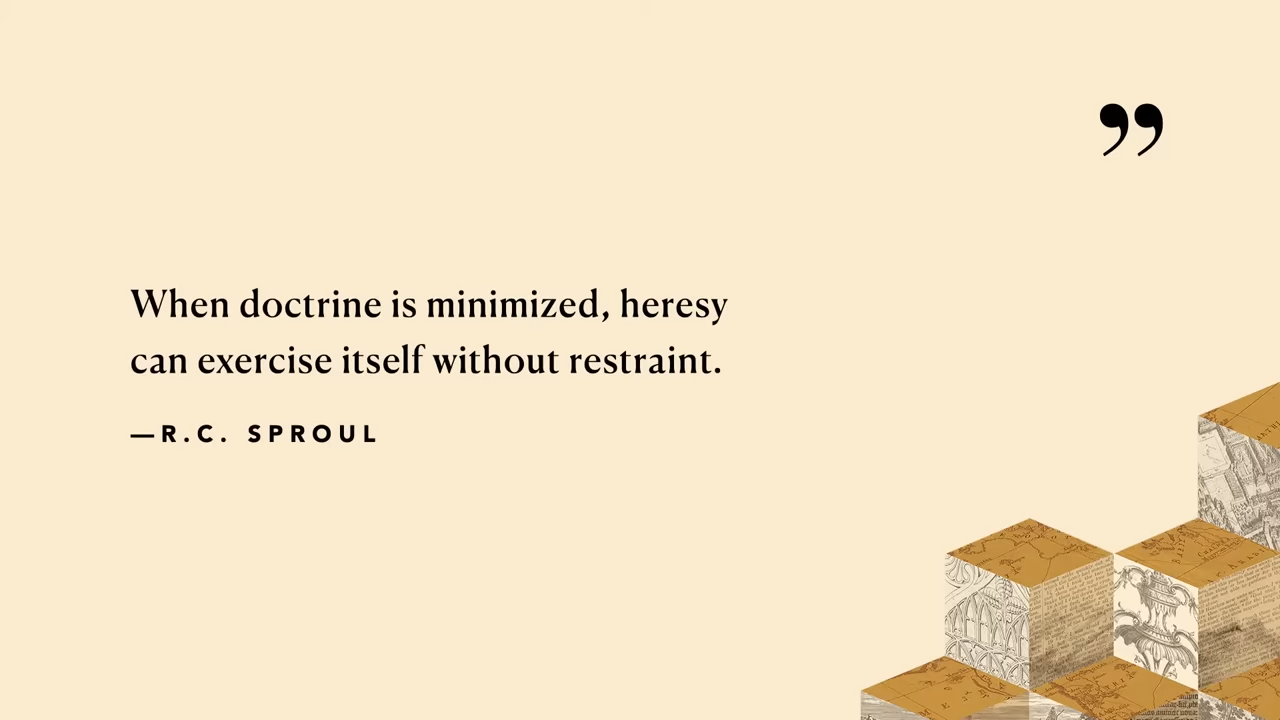 ”
When doctrine is minimized, heresy
can exercise itself without restraint.
—R.C. SPROUL